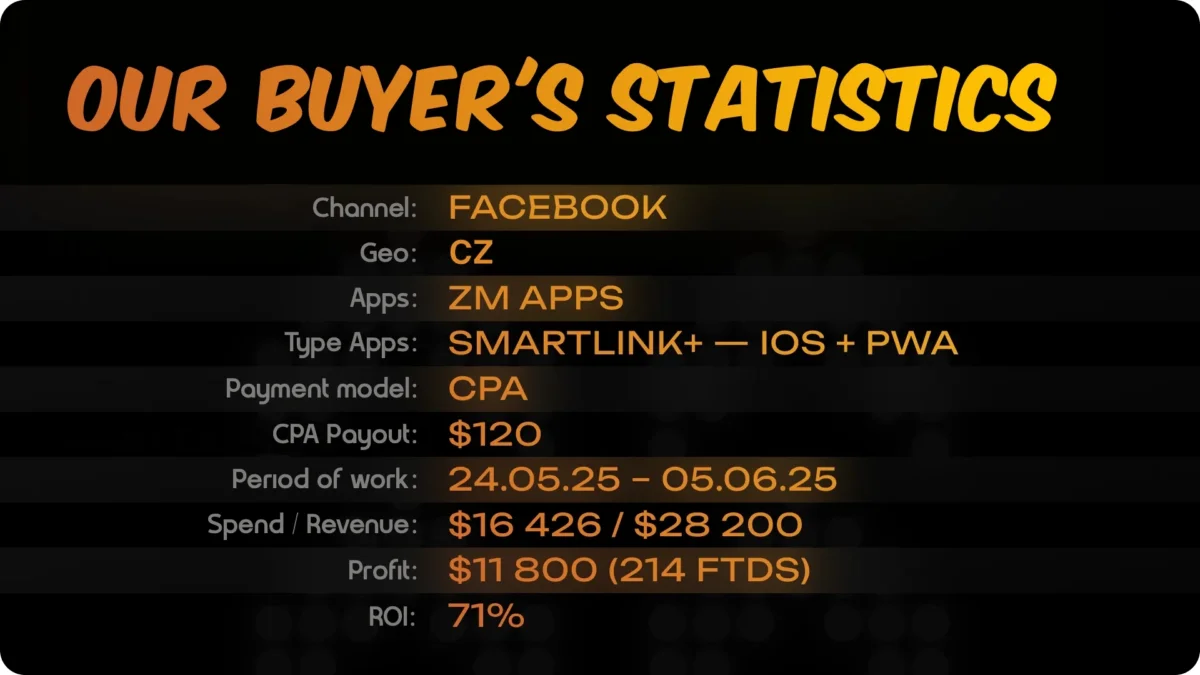 OUR BUYER'S STATISTICS
Channel: FACEBOOK
Geo: CZ
Apps: ZM APPS
Type Apps: SMARTLINK+ — IOS + PWA
Payment model: CPA
CPA Payout: $120
Period of work: 24.05.25 – 05.06.25
Spend / Revenue: $16 426 / $28 200
Profit: $11 800 (214 FTDS)
ROI: 71%